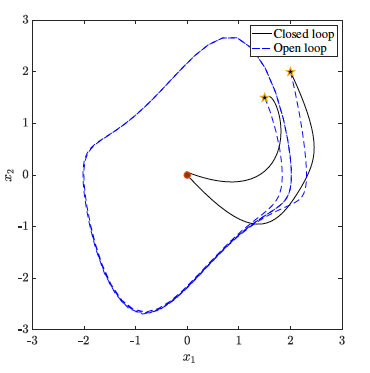 3
2
1
0
-1
-2
-3
-3 -2 -1 0 1 2 3
x₁
x₂
Closed loop
Open loop